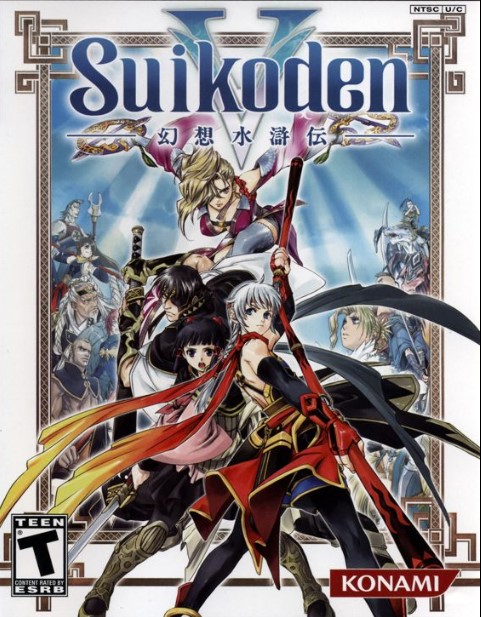 NTSC U/C
V
Suikoden
幻想水滸伝
TEEN
T
CONTENT RATED BY
ESRB
KONAMI